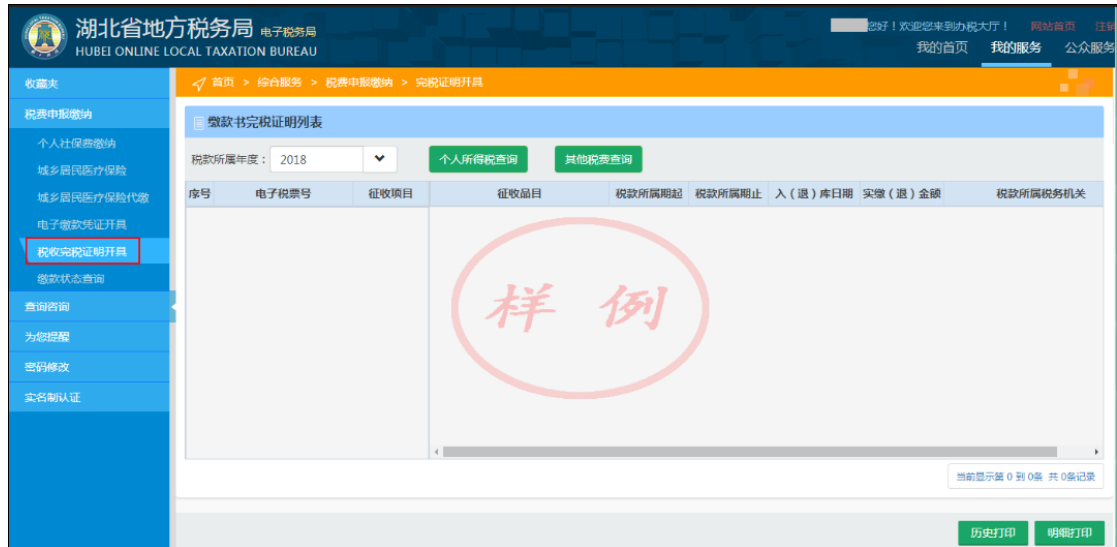 湖北省地方税务局 电子税务局
HUBEI ONLINE LOCAL TAXATION BUREAU
您好！欢迎您来到办税大厅！ 网站首页 注销
我的首页 我的服务 公众服务
收藏夹
税费申报缴纳
个人社保费缴纳
城乡居民医疗保险
城乡居民医疗保险代缴
电子缴款凭证开具
税收完税证明开具
缴款状态查询
查询咨询
为您提醒
密码修改
实名制认证
首页 > 综合服务 > 税费申报缴纳 > 完税证明开具
缴款书完税证明列表
税款所属年度： 2018 个人所得税查询 其他税费查询
序号 电子税票号 征收项目 征收品目 税款所属期起 税款所属期止 入（退）库日期 实缴（退）金额 税款所属税务机关
样 例
当前显示第 0 到 0条 共 0条记录
历史打印 明细打印